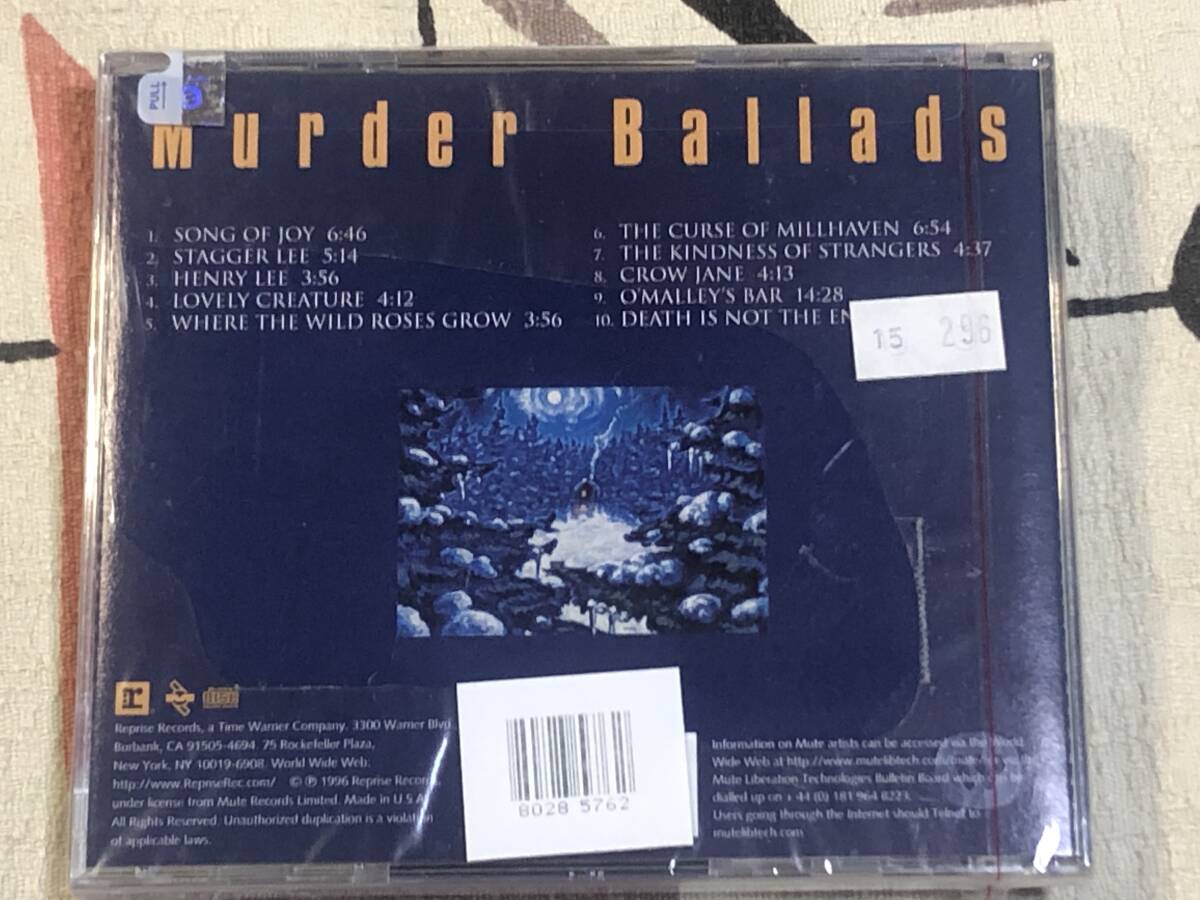 PULL
Murder Ballads
1. SONG OF JOY 6:46
2. STAGGER LEE 5:14
3. HENRY LEE 3:56
4. LOVELY CREATURE 4:12
5. WHERE THE WILD ROSES GROW 3:56
6. THE CURSE OF MILLHAVEN 6:54
7. THE KINDNESS OF STRANGERS 4:37
8. CROW JANE 4:13
9. O'MALLEY'S BAR 14:28
10. DEATH IS NOT THE EN
15 296
r
disc
Reprise Records, a Time Warner Company. 3300 Warner Blvd.
Burbank, CA 91505-4694. 75 Rockefeller Plaza,
New York, NY 10019-6908. World Wide Web:
http://www.RepriseRec.com/ © ℗ 1996 Reprise Records,
under license from Mute Records Limited. Made in U.S.A.
All Rights Reserved. Unauthorized duplication is a violation
of applicable laws.
8028 5762
Information on Mute artists can be accessed via the World
Wide Web at http://www.mutelibtech.com/mute/ or via the
Mute Liberation Technologies Bulletin Board which can be
dialled up on + 44 (0) 181 964 8223.
Users going through the Internet should Telnet to
mutelibtech.com